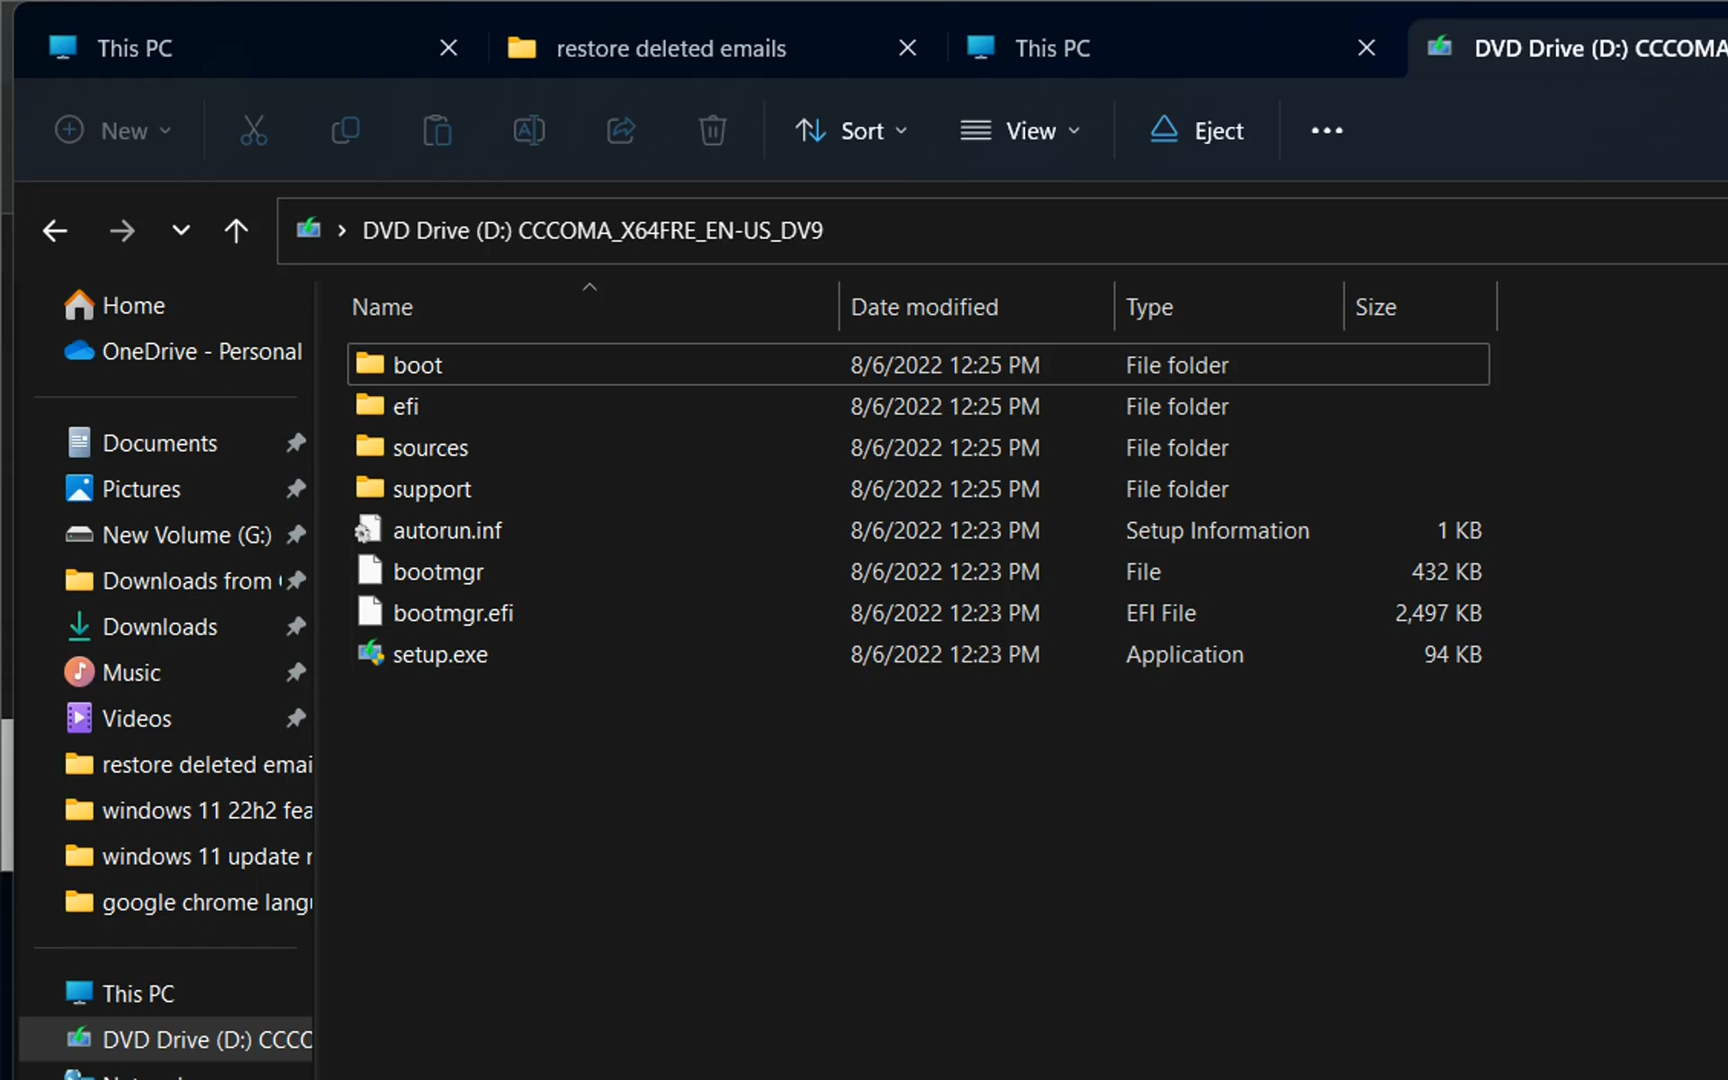 This PC
restore deleted emails
This PC
DVD Drive (D:) CCCOMA
New
Sort
View
Eject
DVD Drive (D:) CCCOMA_X64FRE_EN-US_DV9
Name Date modified Type Size
boot 8/6/2022 12:25 PM File folder
efi 8/6/2022 12:25 PM File folder
sources 8/6/2022 12:25 PM File folder
support 8/6/2022 12:25 PM File folder
autorun.inf 8/6/2022 12:23 PM Setup Information 1 KB
bootmgr 8/6/2022 12:23 PM File 432 KB
bootmgr.efi 8/6/2022 12:23 PM EFI File 2,497 KB
setup.exe 8/6/2022 12:23 PM Application 94 KB
Home
OneDrive - Personal
Documents
Pictures
New Volume (G:)
Downloads from
Downloads
Music
Videos
restore deleted emai
windows 11 22h2 fea
windows 11 update r
google chrome lang
This PC
DVD Drive (D:) CCCO